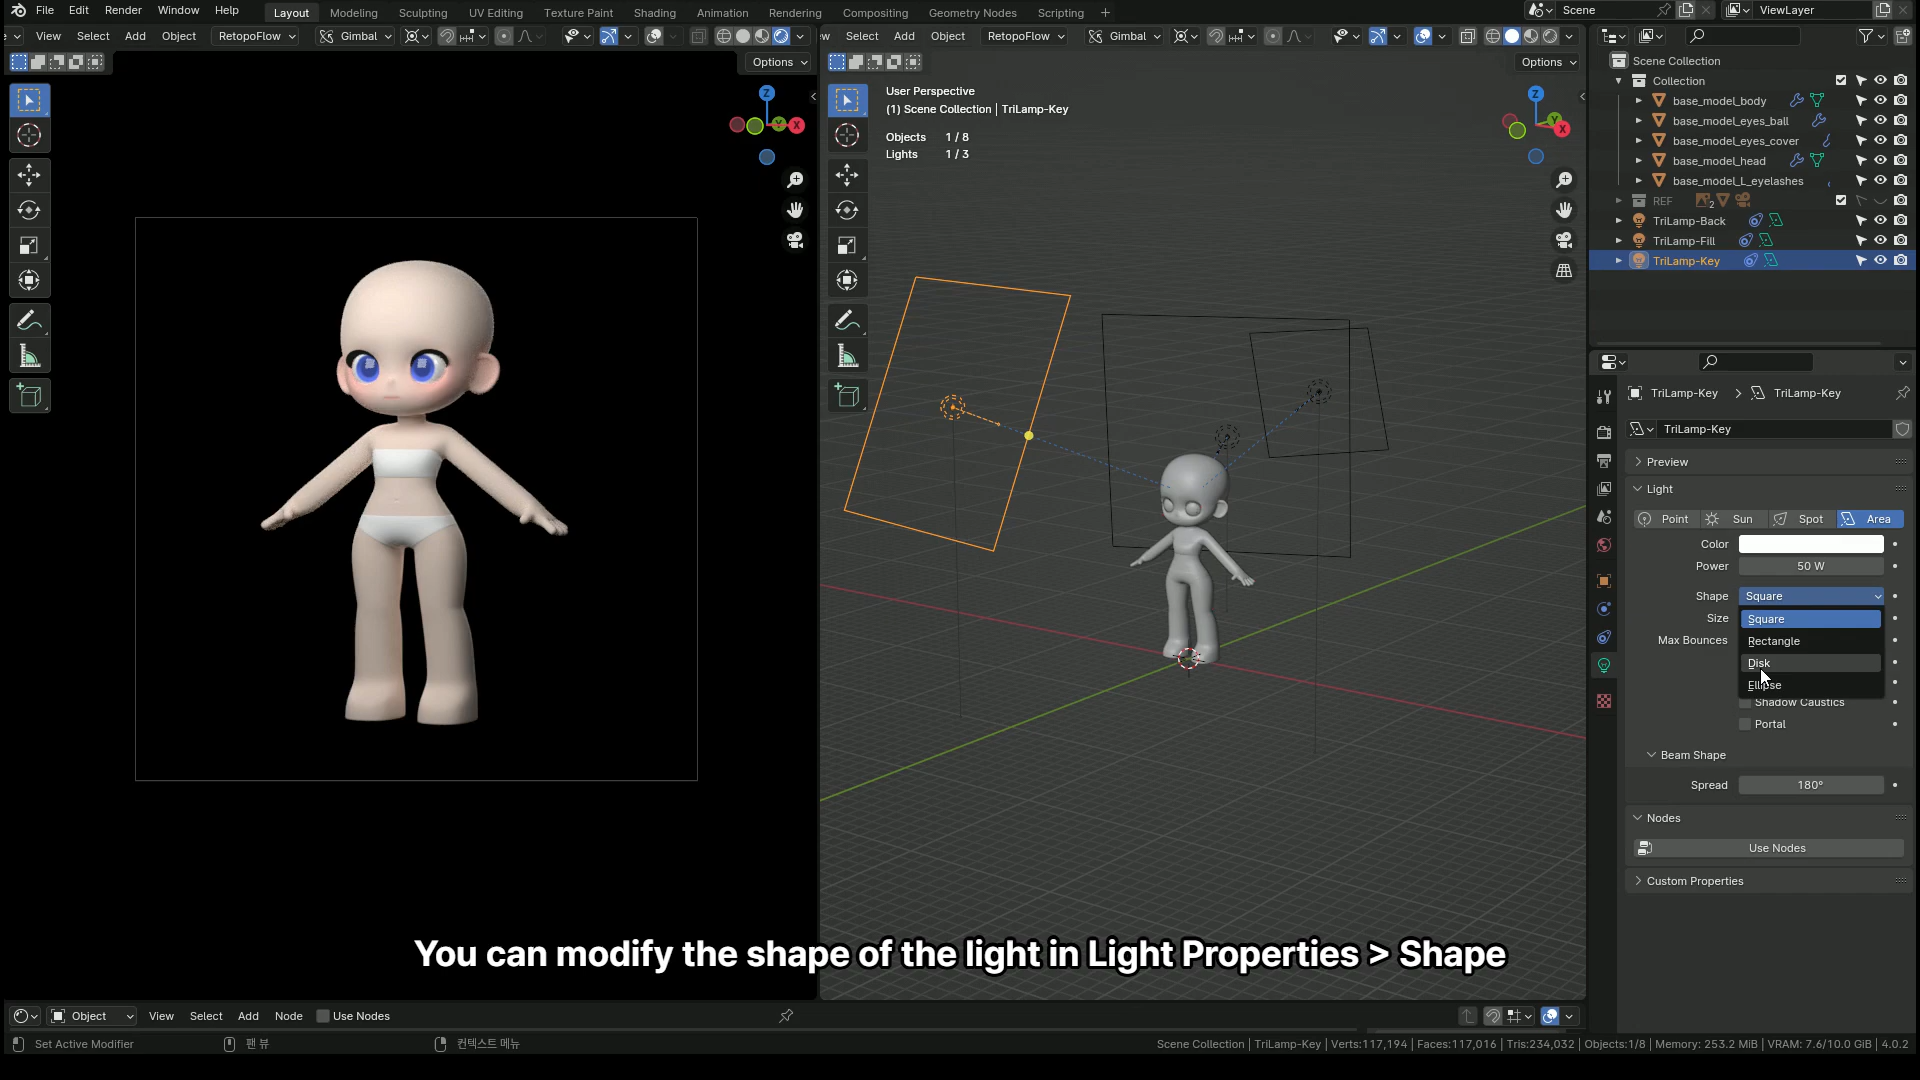 File Edit Render Window Help Layout Modeling Sculpting UV Editing Texture Paint Shading Animation Rendering Compositing Geometry Nodes Scripting + Scene ViewLayer
View Select Add Object RetopoFlow Gimbal
Select Add Object RetopoFlow Gimbal
Options
Options
Z
Y
X
User Perspective
(1) Scene Collection | TriLamp-Key
Objects 1 / 8
Lights 1 / 3
Z
Y
X
Scene Collection
Collection
base_model_body
base_model_eyes_ball
base_model_eyes_cover
base_model_head
base_model_L_eyelashes
REF 2
TriLamp-Back
TriLamp-Fill
TriLamp-Key
TriLamp-Key > TriLamp-Key
TriLamp-Key
Preview
Light
Point Sun Spot Area
Color
Power 50 W
Shape Square
Size Square
Max Bounces Rectangle
Disk
Ellipse
Shadow Caustics
Portal
Beam Shape
Spread 180°
Nodes
Use Nodes
Custom Properties
You can modify the shape of the light in Light Properties > Shape
Object View Select Add Node Use Nodes
Set Active Modifier 팬 뷰 컨텍스트 메뉴
Scene Collection | TriLamp-Key | Verts:117,194 | Faces:117,016 | Tris:234,032 | Objects:1/8 | Memory: 253.2 MiB | VRAM: 7.6/10.0 GiB | 4.0.2